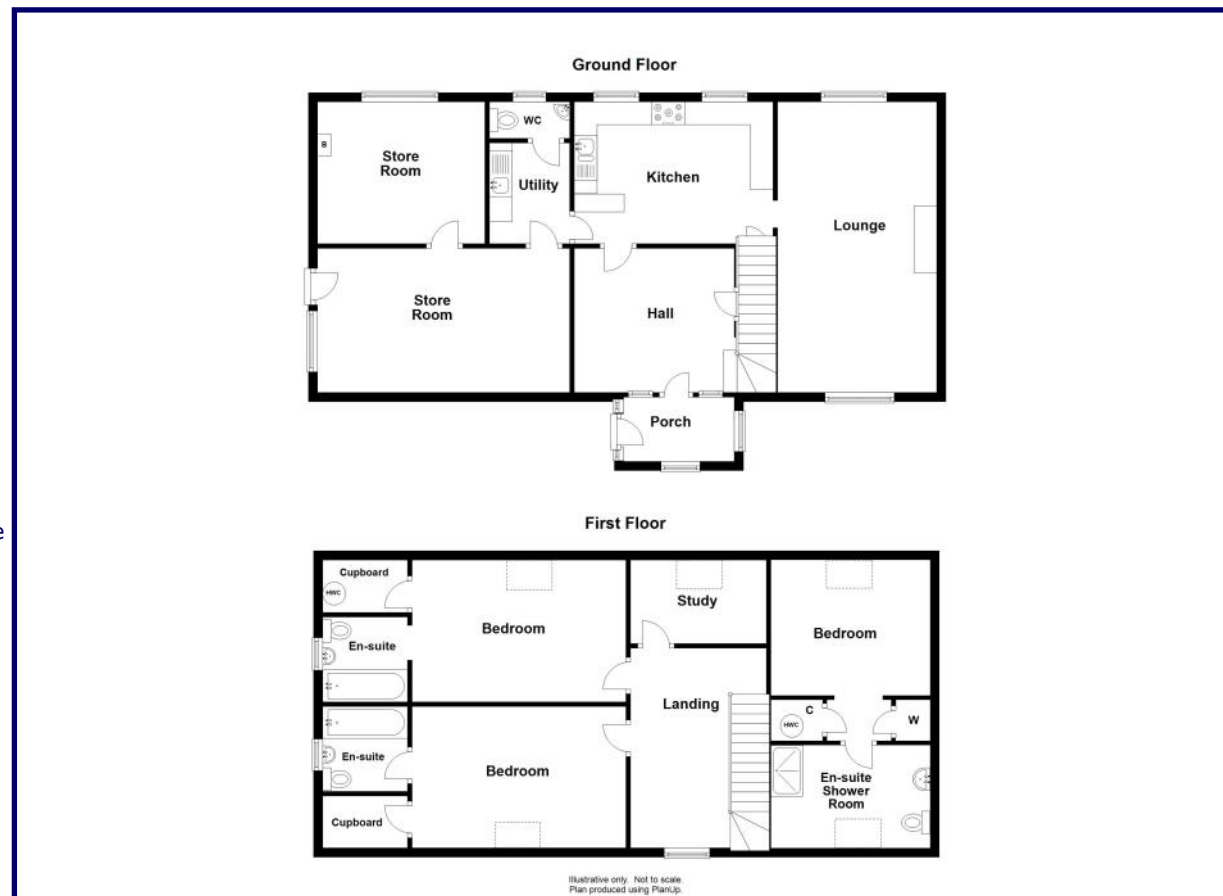 Ground Floor
WC
B
Store
Room
Utility
Kitchen
Lounge
Store
Room
Hall
Porch
e
First Floor
Cupboard
HWC
Study
Bedroom
Bedroom
En-suite
Landing
C
W
HWC
En-suite
Bedroom
En-suite
Shower
Room
Cupboard
Illustrative only. Not to scale.
Plan produced using PlanUp.